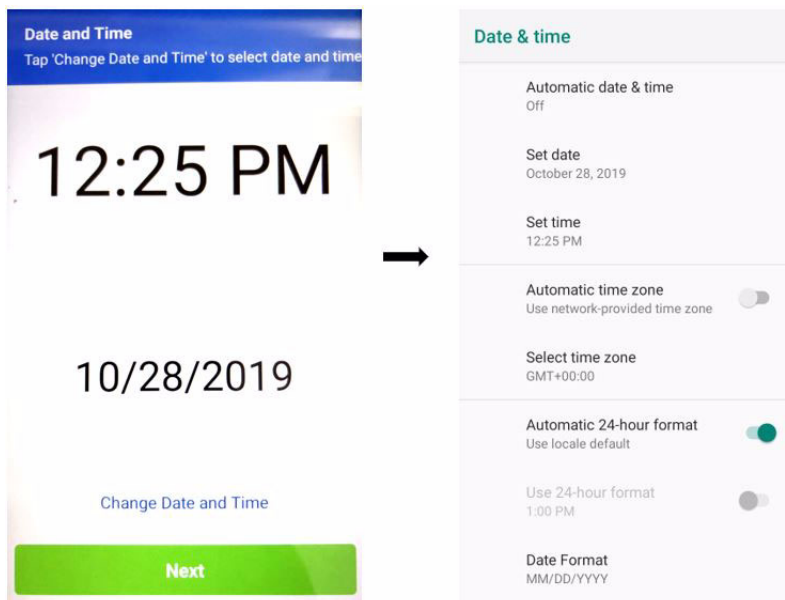 Date and Time
Tap 'Change Date and Time' to select date and time
12:25 PM
10/28/2019
Change Date and Time
Next
Date & time
Automatic date & time
Off
Set date
October 28, 2019
Set time
12:25 PM
Automatic time zone
Use network-provided time zone
Select time zone
GMT+00:00
Automatic 24-hour format
Use locale default
Use 24-hour format
1:00 PM
Date Format
MM/DD/YYYY